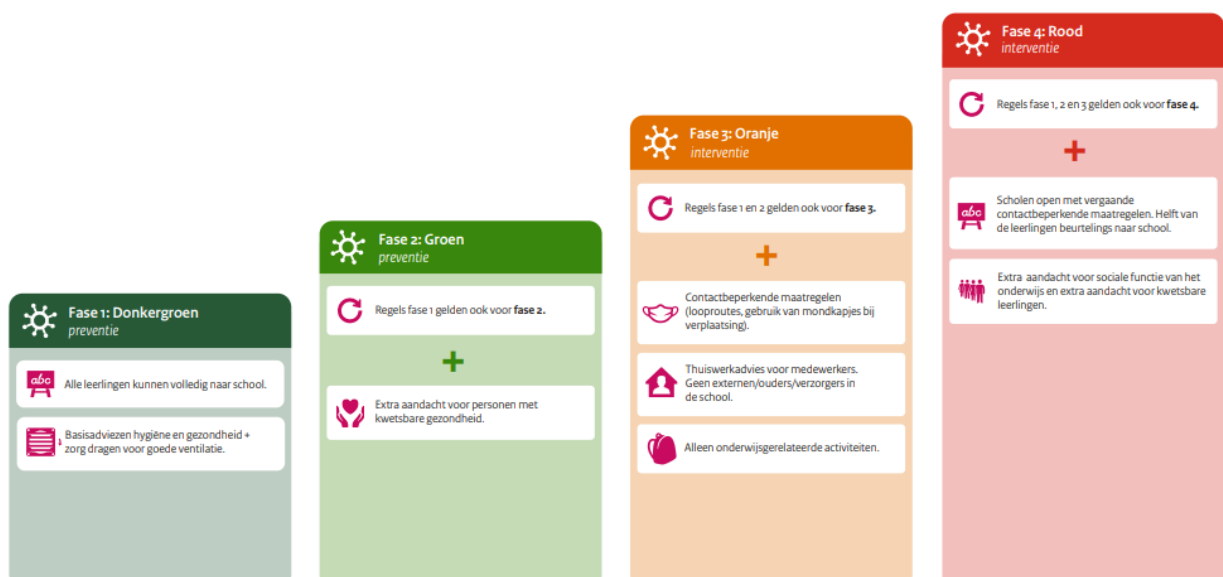 Fase 1: Donkergroen
preventie
abc
Alle leerlingen kunnen volledig naar school.
Basisadviezen hygiëne en gezondheid +
zorg dragen voor goede ventilatie.
Fase 2: Groen
preventie
Regels fase 1 gelden ook voor fase 2.
+
Extra aandacht voor personen met
kwetsbare gezondheid.
Fase 3: Oranje
interventie
Regels fase 1 en 2 gelden ook voor fase 3.
+
Contactbeperkende maatregelen
(looproutes, gebruik van mondkapjes bij
verplaatsing).
Thuiswerkadvies voor medewerkers.
Geen externen/ouders/verzorgers in
de school.
Alleen onderwijsgerelateerde activiteiten.
Fase 4: Rood
interventie
Regels fase 1, 2 en 3 gelden ook voor fase 4.
+
abc
Scholen open met vergaande
contactbeperkende maatregelen. Helft van
de leerlingen beurtelings naar school.
Extra aandacht voor sociale functie van het
onderwijs en extra aandacht voor kwetsbare
leerlingen.